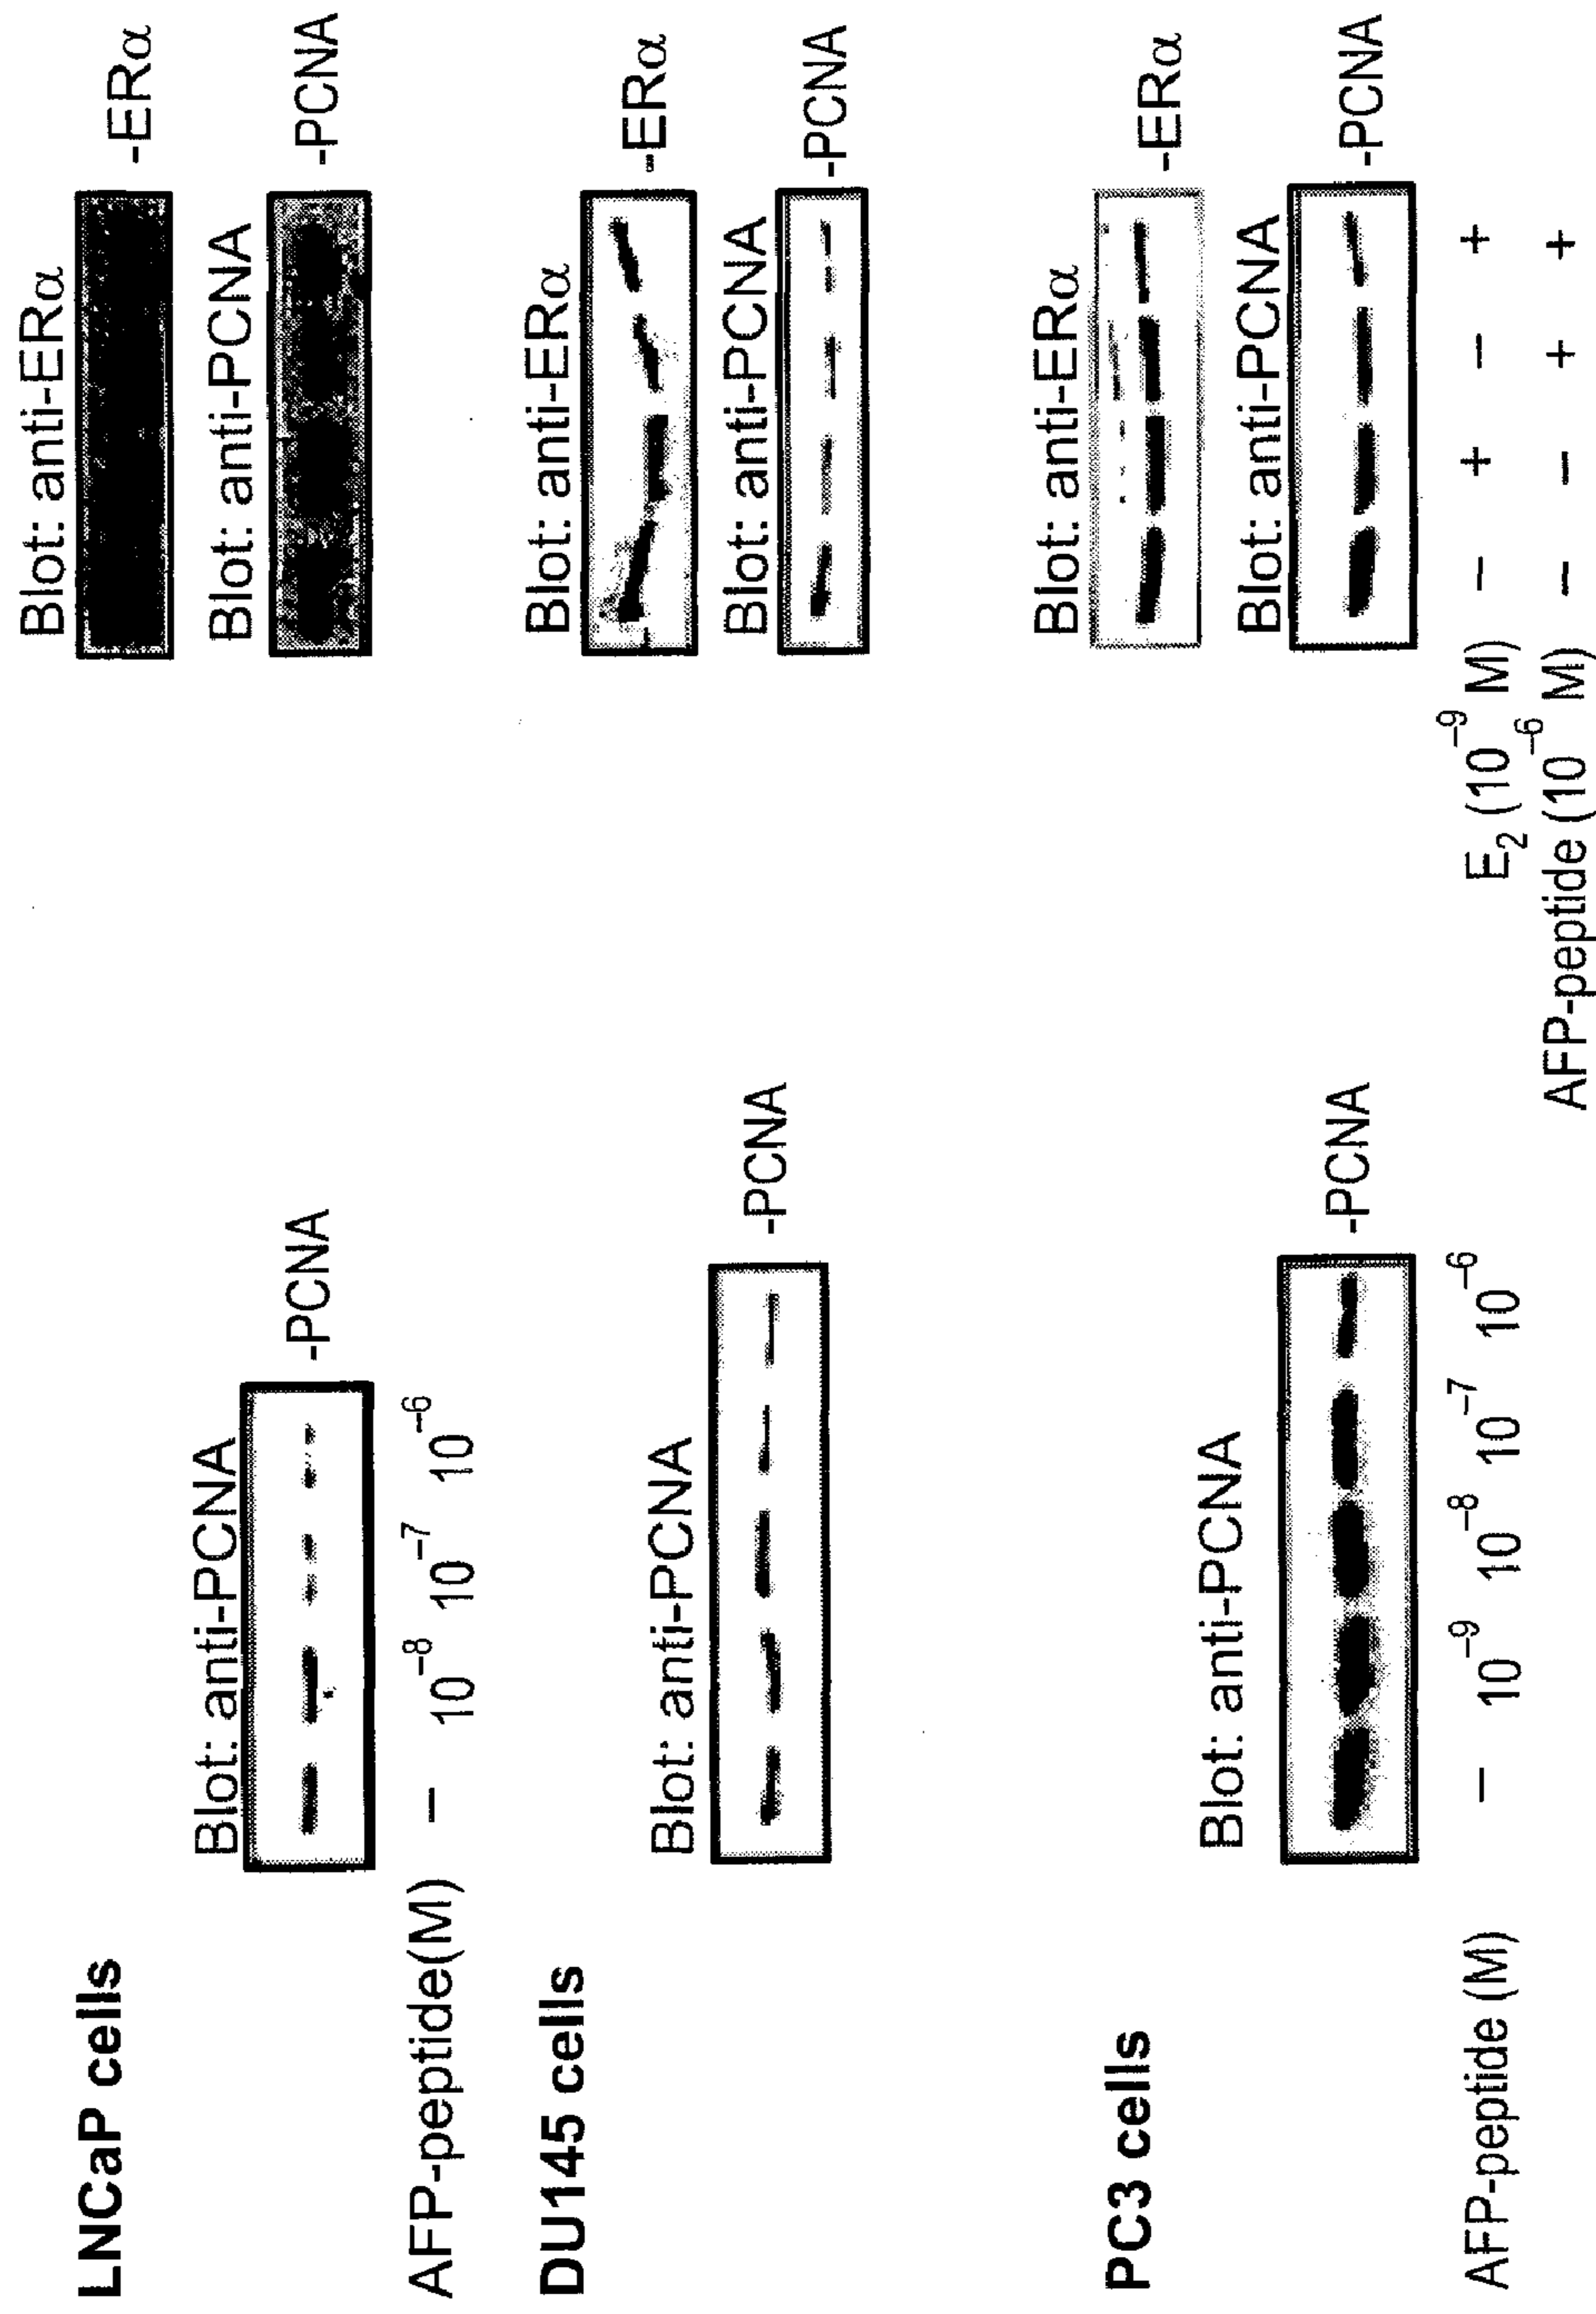 LNCaP cells
Blot: anti-PCNA
-PCNA
AFP-peptide(M) – 10⁻⁸ 10⁻⁷ 10⁻⁶
Blot: anti-ERα
-ERα
Blot: anti-PCNA
-PCNA
DU145 cells
Blot: anti-PCNA
-PCNA
Blot: anti-ERα
-ERα
Blot: anti-PCNA
-PCNA
PC3 cells
Blot: anti-PCNA
-PCNA
AFP-peptide (M) – 10⁻⁹ 10⁻⁸ 10⁻⁷ 10⁻⁶
Blot: anti-ERα
-ERα
Blot: anti-PCNA
-PCNA
E₂ (10⁻⁹ M) – + – +
AFP-peptide (10⁻⁶ M) – – + +